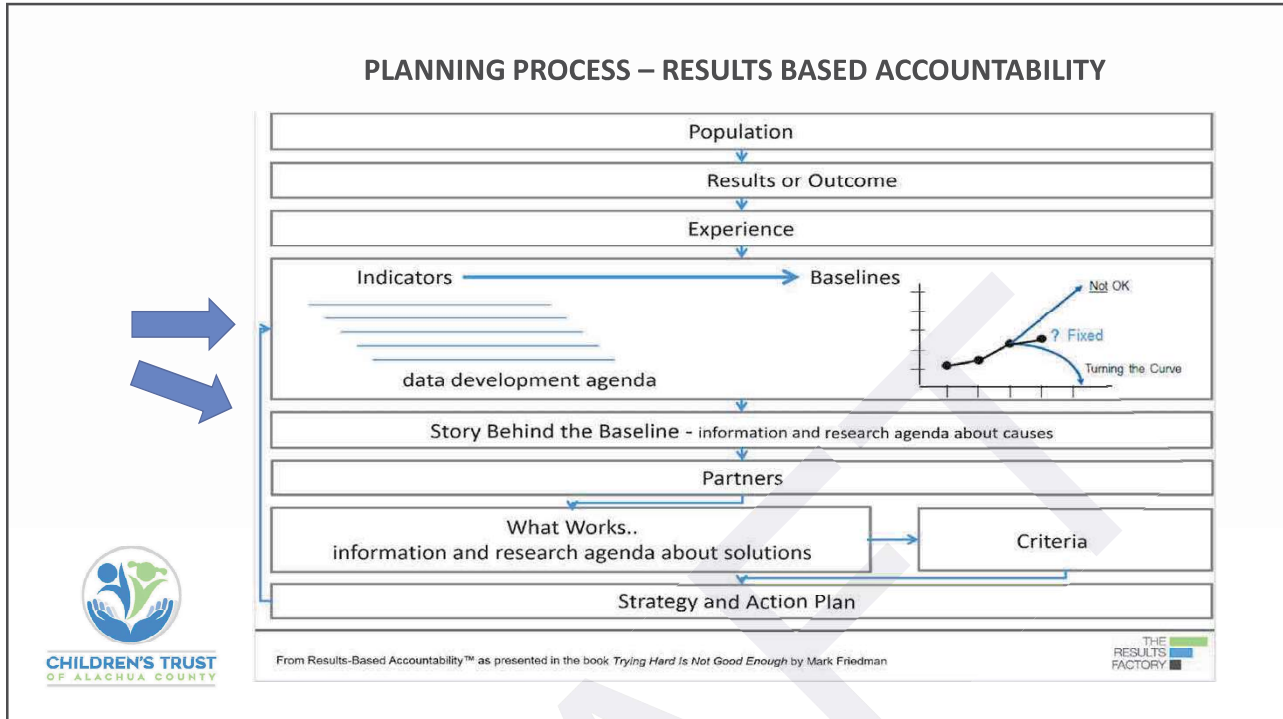 PLANNING PROCESS – RESULTS BASED ACCOUNTABILITY
Population
Results or Outcome
Experience
Indicators
Baselines
Not OK
? Fixed
Turning the Curve
data development agenda
Story Behind the Baseline - information and research agenda about causes
Partners
What Works..
information and research agenda about solutions
Criteria
Strategy and Action Plan
From Results-Based Accountability™ as presented in the book Trying Hard Is Not Good Enough by Mark Friedman
THE
RESULTS
FACTORY
CHILDREN'S TRUST
OF ALACHUA COUNTY